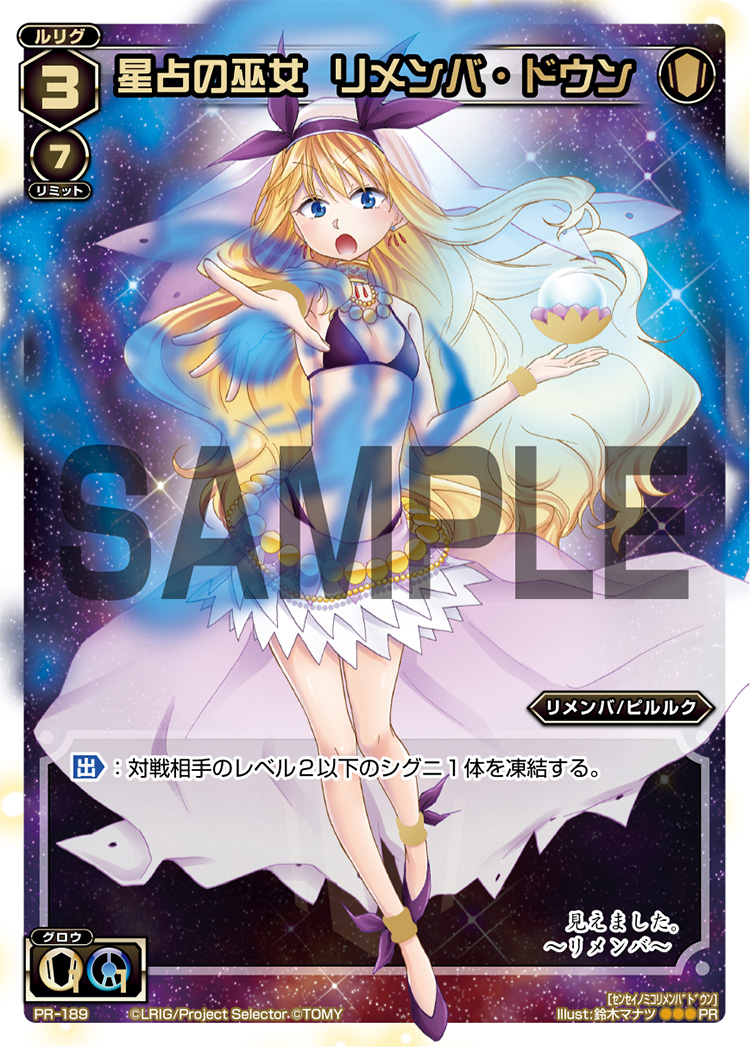 ルリグ
3
星占の巫女 リメンバ・ドウン
7
リミット
SAMPLE
リメンバ/ピルルク
出:対戦相手のレベル2以下のシグニ1体を凍結する。
見えました。
~リメンバ~
グロウ
[センセイノミコリメンバ・ドウン]
PR-189 ©LRIG/Project Selector ©TOMY Illust:鈴木マナツ PR